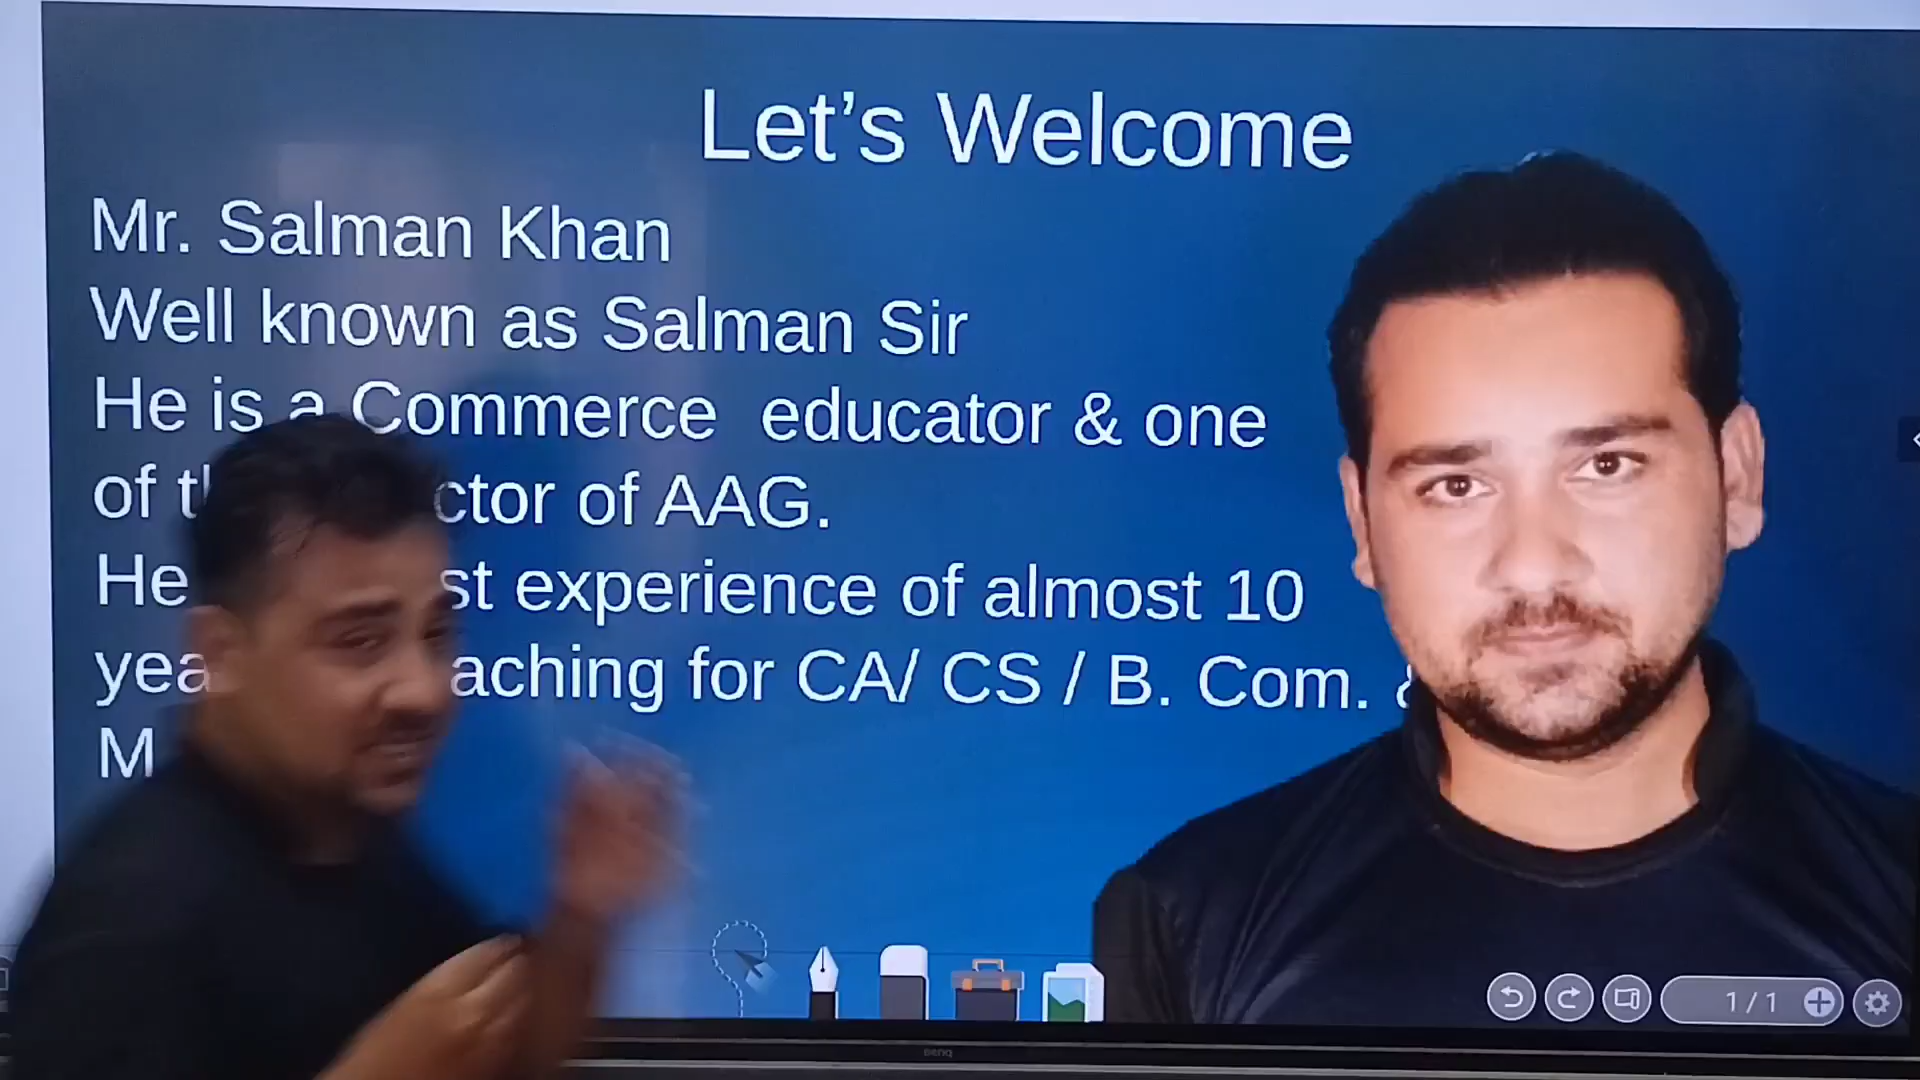 Let's Welcome
Mr. Salman Khan
Well known as Salman Sir
He is a Commerce educator & one
of ctor of AAG.
He st experience of almost 10
yea aching for CA/ CS / B. Com. &
M
1/1
BenQ